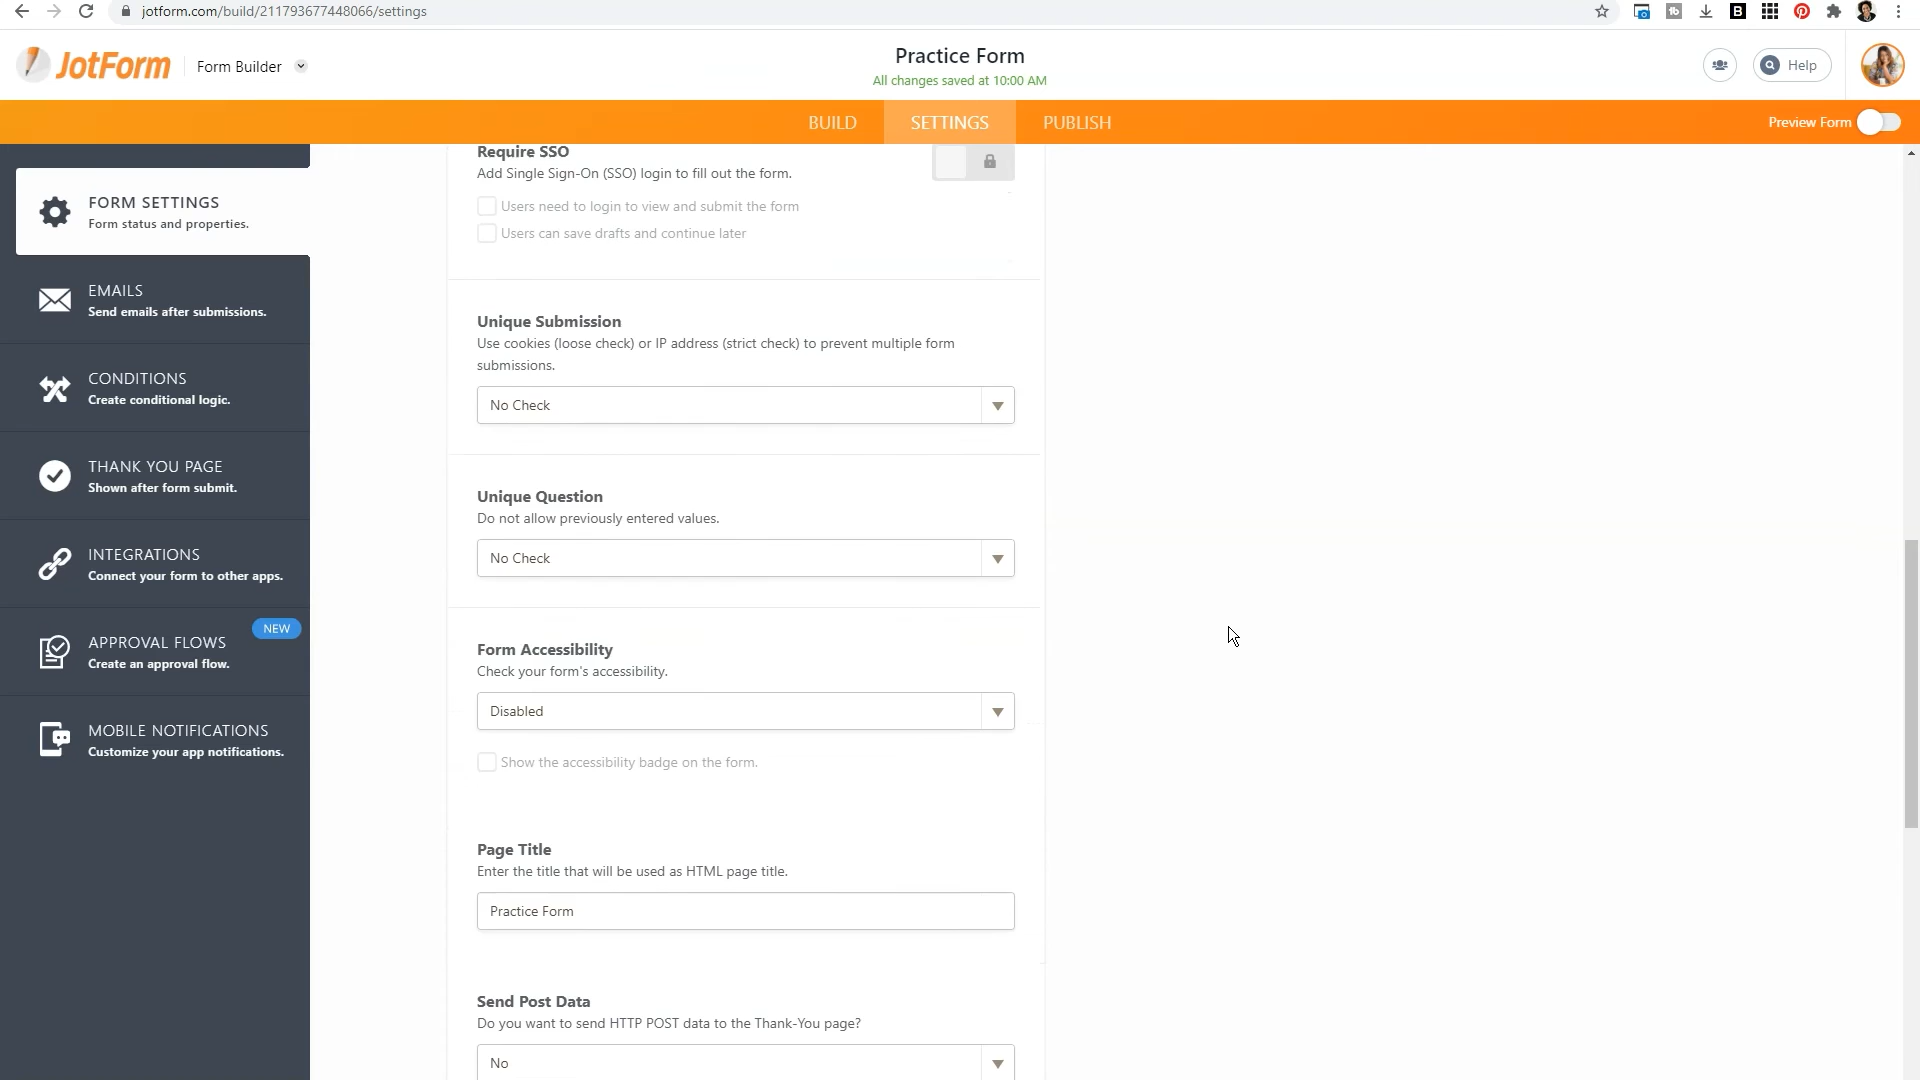 jotform.com/build/211793677448066/settings
JotForm
Form Builder
Practice Form
All changes saved at 10:00 AM
Help
BUILD
SETTINGS
PUBLISH
Preview Form
FORM SETTINGS
Form status and properties.
EMAILS
Send emails after submissions.
CONDITIONS
Create conditional logic.
THANK YOU PAGE
Shown after form submit.
INTEGRATIONS
Connect your form to other apps.
NEW
APPROVAL FLOWS
Create an approval flow.
MOBILE NOTIFICATIONS
Customize your app notifications.
Require SSO
Add Single Sign-On (SSO) login to fill out the form.
Users need to login to view and submit the form
Users can save drafts and continue later
Unique Submission
Use cookies (loose check) or IP address (strict check) to prevent multiple form
submissions.
No Check
Unique Question
Do not allow previously entered values.
No Check
Form Accessibility
Check your form's accessibility.
Disabled
Show the accessibility badge on the form.
Page Title
Enter the title that will be used as HTML page title.
Practice Form
Send Post Data
Do you want to send HTTP POST data to the Thank-You page?
No